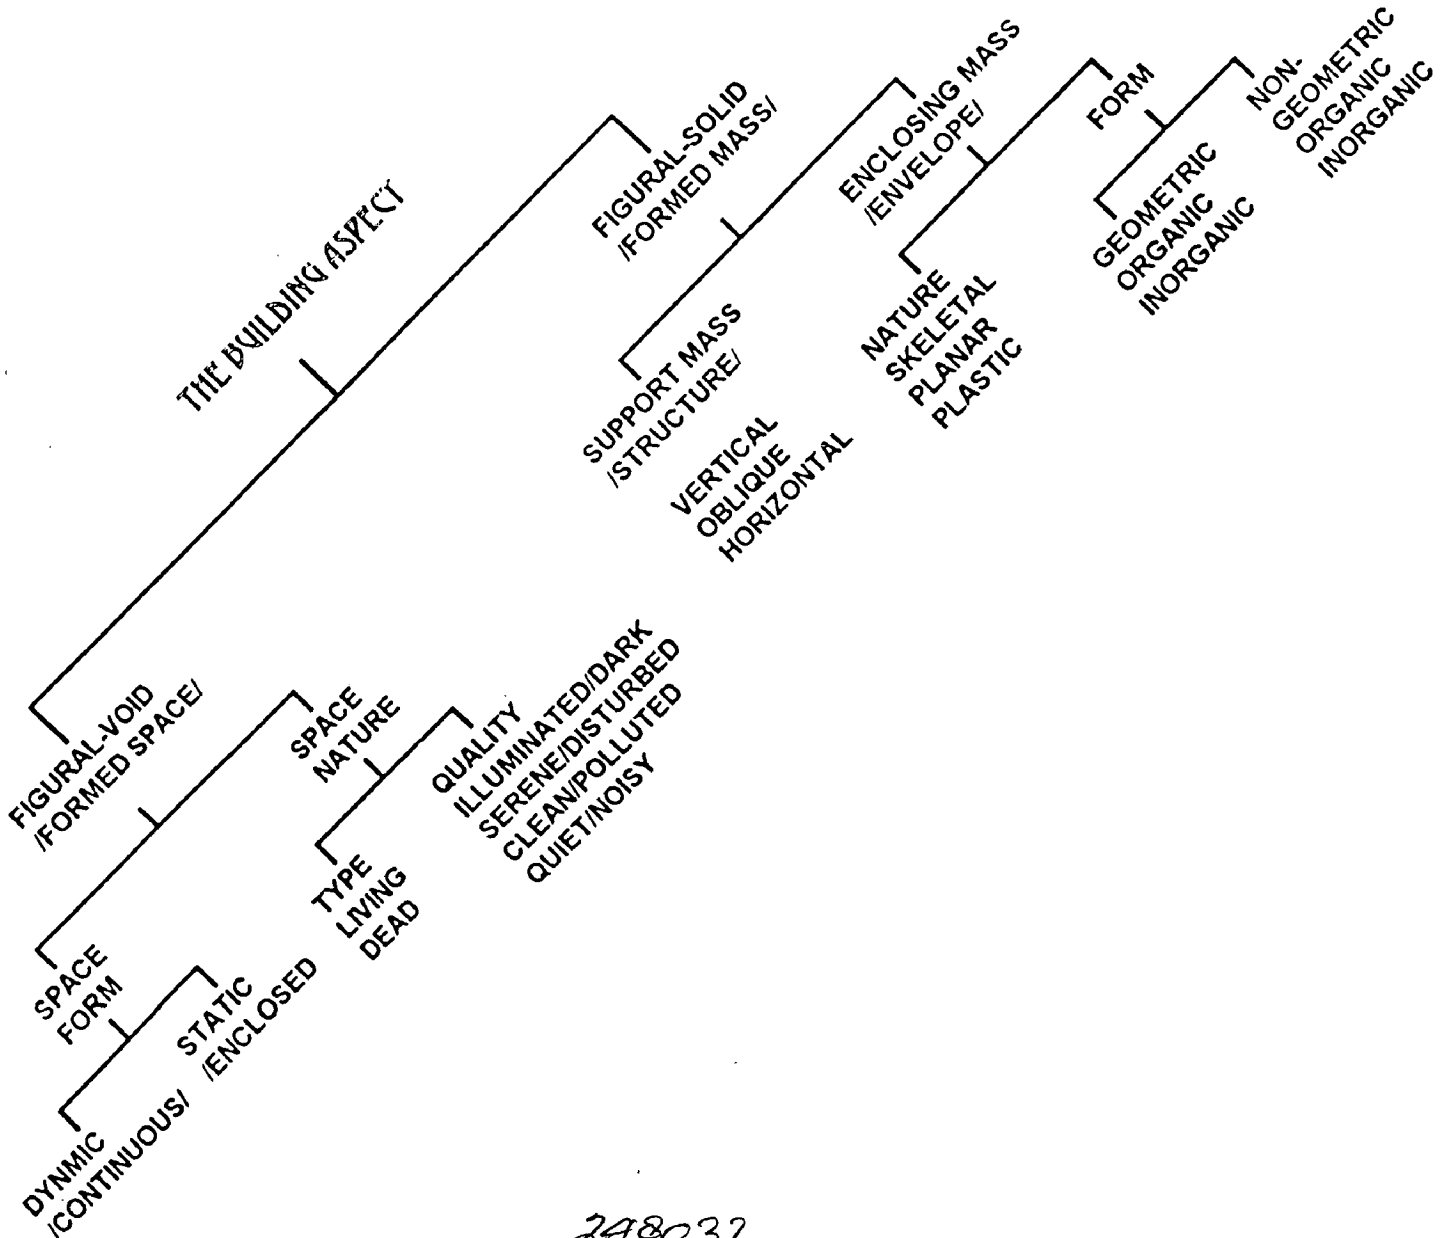 THE BUILDING ASPECT
FIGURAL-SOLID
/FORMED MASS/
ENCLOSING MASS
/ENVELOPE/
FORM
NON-
GEOMETRIC
ORGANIC
INORGANIC
GEOMETRIC
ORGANIC
INORGANIC
NATURE
SKELETAL
PLANAR
PLASTIC
SUPPORT MASS
/STRUCTURE/
VERTICAL
OBLIQUE
HORIZONTAL
FIGURAL-VOID
/FORMED SPACE/
SPACE
NATURE
QUALITY
ILLUMINATED/DARK
SERENE/DISTURBED
CLEAN/POLLUTED
QUIET/NOISY
TYPE
LIVING
DEAD
SPACE
FORM
STATIC
/ENCLOSED
DYNMIC
/CONTINUOUS/
248032